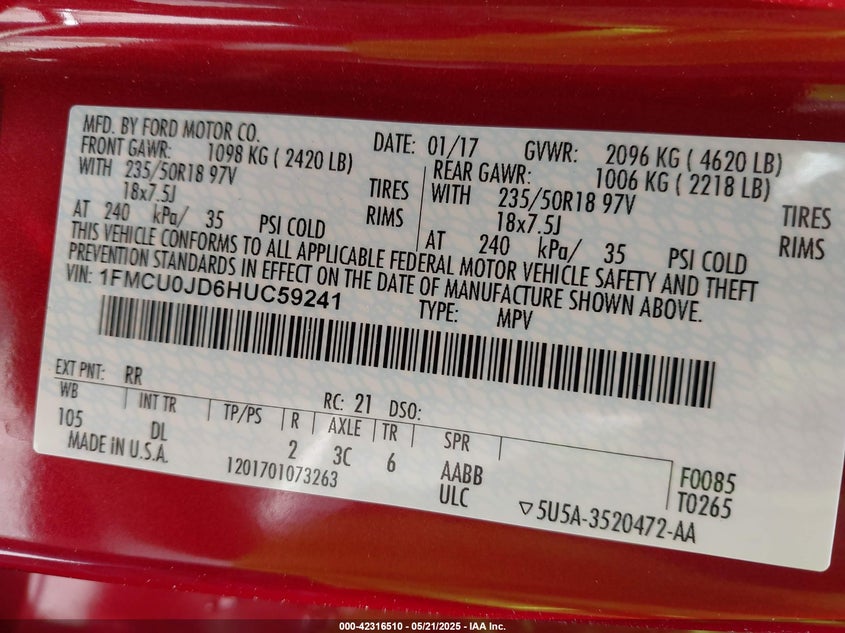 MFD. BY FORD MOTOR CO. DATE: 01/17 GVWR: 2096 KG ( 4620 LB)
FRONT GAWR: 1098 KG ( 2420 LB) REAR GAWR: 1006 KG ( 2218 LB)
WITH 235/50R18 97V TIRES WITH 235/50R18 97V TIRES
18x7.5J RIMS 18x7.5J RIMS
AT 240 kPa/ 35 PSI COLD AT 240 kPa/ 35 PSI COLD
THIS VEHICLE CONFORMS TO ALL APPLICABLE FEDERAL MOTOR VEHICLE SAFETY AND THEFT
PREVENTION STANDARDS IN EFFECT ON THE DATE OF MANUFACTURE SHOWN ABOVE.
VIN: 1FMCU0JD6HUC59241 TYPE: MPV
EXT PNT: RR RC: 21 DSO:
WB INT TR TP/PS R AXLE TR SPR
105 DL 2 3C 6 AABB F0085
MADE IN U.S.A. 1201701073263 ULC T0265
▽5U5A-3520472-AA
000-42316510 - 05/21/2025 - IAA Inc.